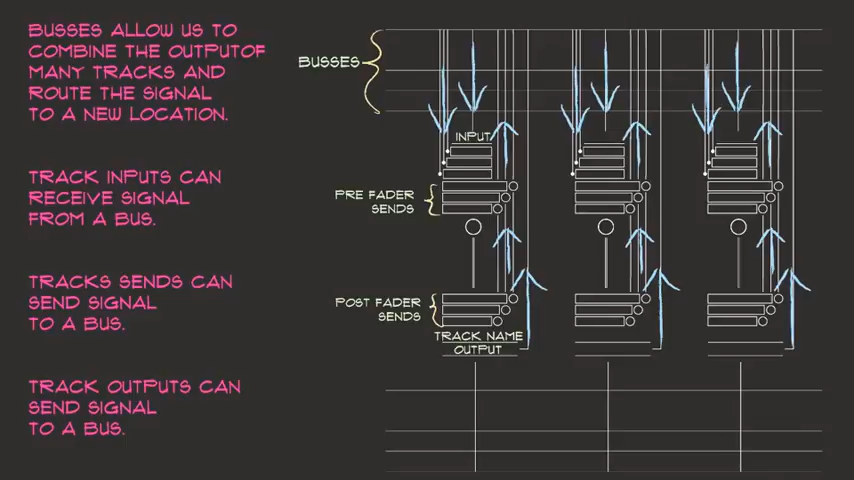 BUSSES ALLOW US TO
COMBINE THE OUTPUTOF
MANY TRACKS AND
ROUTE THE SIGNAL
TO A NEW LOCATION.
TRACK INPUTS CAN
RECEIVE SIGNAL
FROM A BUS.
TRACKS SENDS CAN
SEND SIGNAL
TO A BUS.
TRACK OUTPUTS CAN
SEND SIGNAL
TO A BUS.
BUSSES
INPUT
PRE FADER
SENDS
POST FADER
SENDS
TRACK NAME
OUTPUT